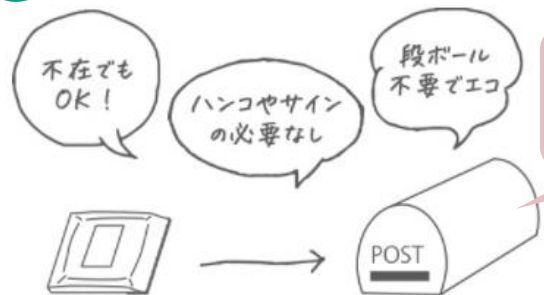 不在でも
OK！
ハンコやサイン
の必要なし
段ボール
不要でエコ
POST